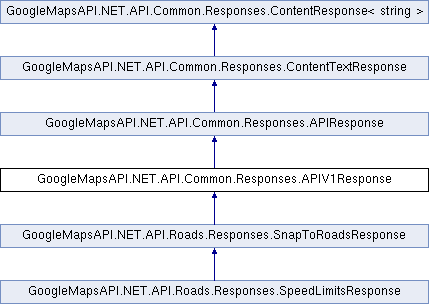 GoogleMapsAPI.NET.API.Common.Responses.ContentResponse< string >
GoogleMapsAPI.NET.API.Common.Responses.ContentTextResponse
GoogleMapsAPI.NET.API.Common.Responses.APIResponse
GoogleMapsAPI.NET.API.Common.Responses.APIV1Response
GoogleMapsAPI.NET.API.Roads.Responses.SnapToRoadsResponse
GoogleMapsAPI.NET.API.Roads.Responses.SpeedLimitsResponse